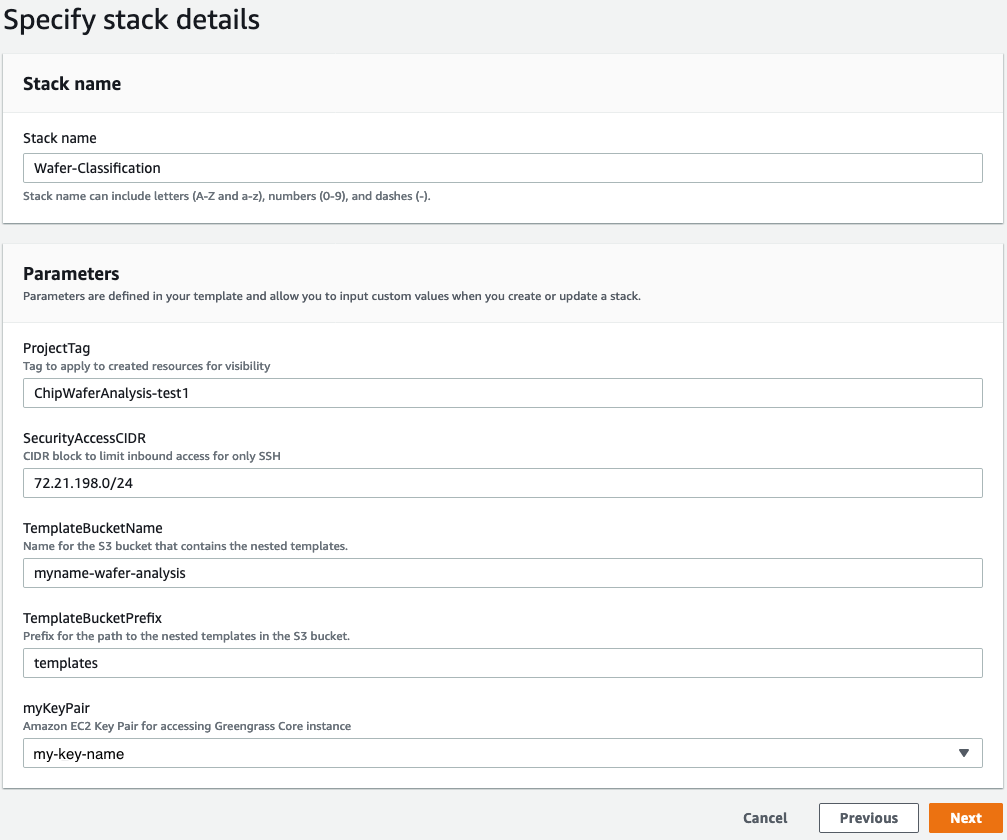 Specify stack details
Stack name
Stack name
Wafer-Classification
Stack name can include letters (A-Z and a-z), numbers (0-9), and dashes (-).
Parameters
Parameters are defined in your template and allow you to input custom values when you create or update a stack.
ProjectTag
Tag to apply to created resources for visibility
ChipWaferAnalysis-test1
SecurityAccessCIDR
CIDR block to limit inbound access for only SSH
72.21.198.0/24
TemplateBucketName
Name for the S3 bucket that contains the nested templates.
myname-wafer-analysis
TemplateBucketPrefix
Prefix for the path to the nested templates in the S3 bucket.
templates
myKeyPair
Amazon EC2 Key Pair for accessing Greengrass Core instance
my-key-name
Cancel Previous Next